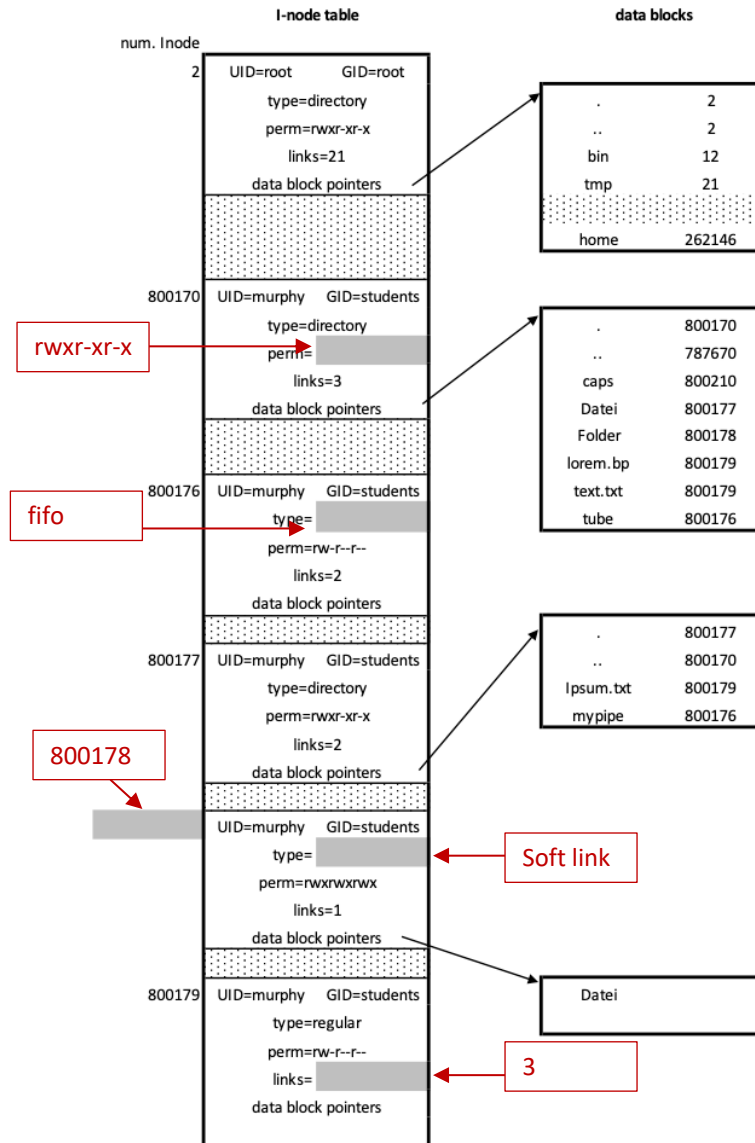 I-node table data blocks
num. Inode
2 UID=root GID=root
type=directory
perm=rwxr-xr-x
links=21
data block pointers
. 2
.. 2
bin 12
tmp 21
home 262146
800170 UID=murphy GID=students
type=directory
rwxr-xr-x
perm=
links=3
data block pointers
. 800170
.. 787670
caps 800210
Datei 800177
Folder 800178
lorem.bp 800179
text.txt 800179
tube 800176
800176 UID=murphy GID=students
fifo
type=
perm=rw-r--r--
links=2
data block pointers
800177 UID=murphy GID=students
type=directory
perm=rwxr-xr-x
links=2
data block pointers
. 800177
.. 800170
Ipsum.txt 800179
mypipe 800176
800178
UID=murphy GID=students
type=
Soft link
perm=rwxrwxrwx
links=1
data block pointers
Datei
800179 UID=murphy GID=students
type=regular
perm=rw-r--r--
links=
3
data block pointers